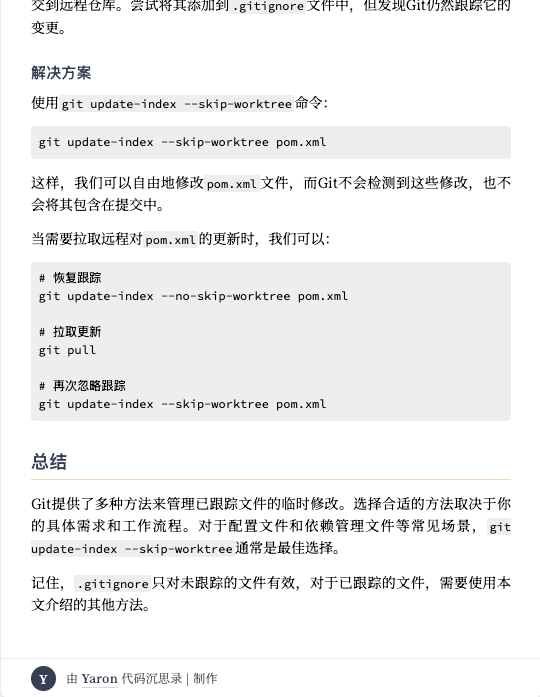 交到远程仓库。尝试将其添加到 .gitignore 文件中，但发现Git仍然跟踪它的
变更。
解决方案
使用 git update-index --skip-worktree 命令：
git update-index --skip-worktree pom.xml
这样，我们可以自由地修改 pom.xml 文件，而Git不会检测到这些修改，也不
会将其包含在提交中。
当需要拉取远程对 pom.xml 的更新时，我们可以：
# 恢复跟踪
git update-index --no-skip-worktree pom.xml
# 拉取更新
git pull
# 再次忽略跟踪
git update-index --skip-worktree pom.xml
总结
Git提供了多种方法来管理已跟踪文件的临时修改。选择合适的方法取决于你
的具体需求和工作流程。对于配置文件和依赖管理文件等常见场景，git
update-index --skip-worktree 通常是最佳选择。
记住，.gitignore 只对未跟踪的文件有效，对于已跟踪的文件，需要使用本
文介绍的其他方法。
Y 由 Yaron 代码沉思录 | 制作